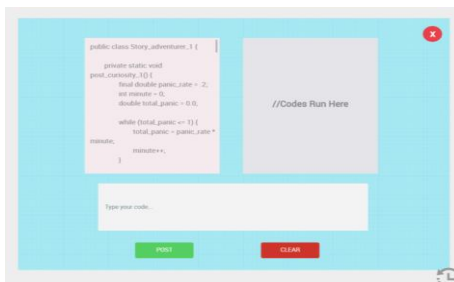 public class Story_adventurer_1 {
private static void
post_curiosity_1() {
final double panic_rate = .2;
int minute = 0;
double total_panic = 0.0;
while (total_panic <= 1) {
total_panic = panic_rate *
minute;
minute++;
}
x
//Codes Run Here
Type your code...
POST
CLEAR